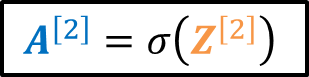 A[2] = σ(Z[2])